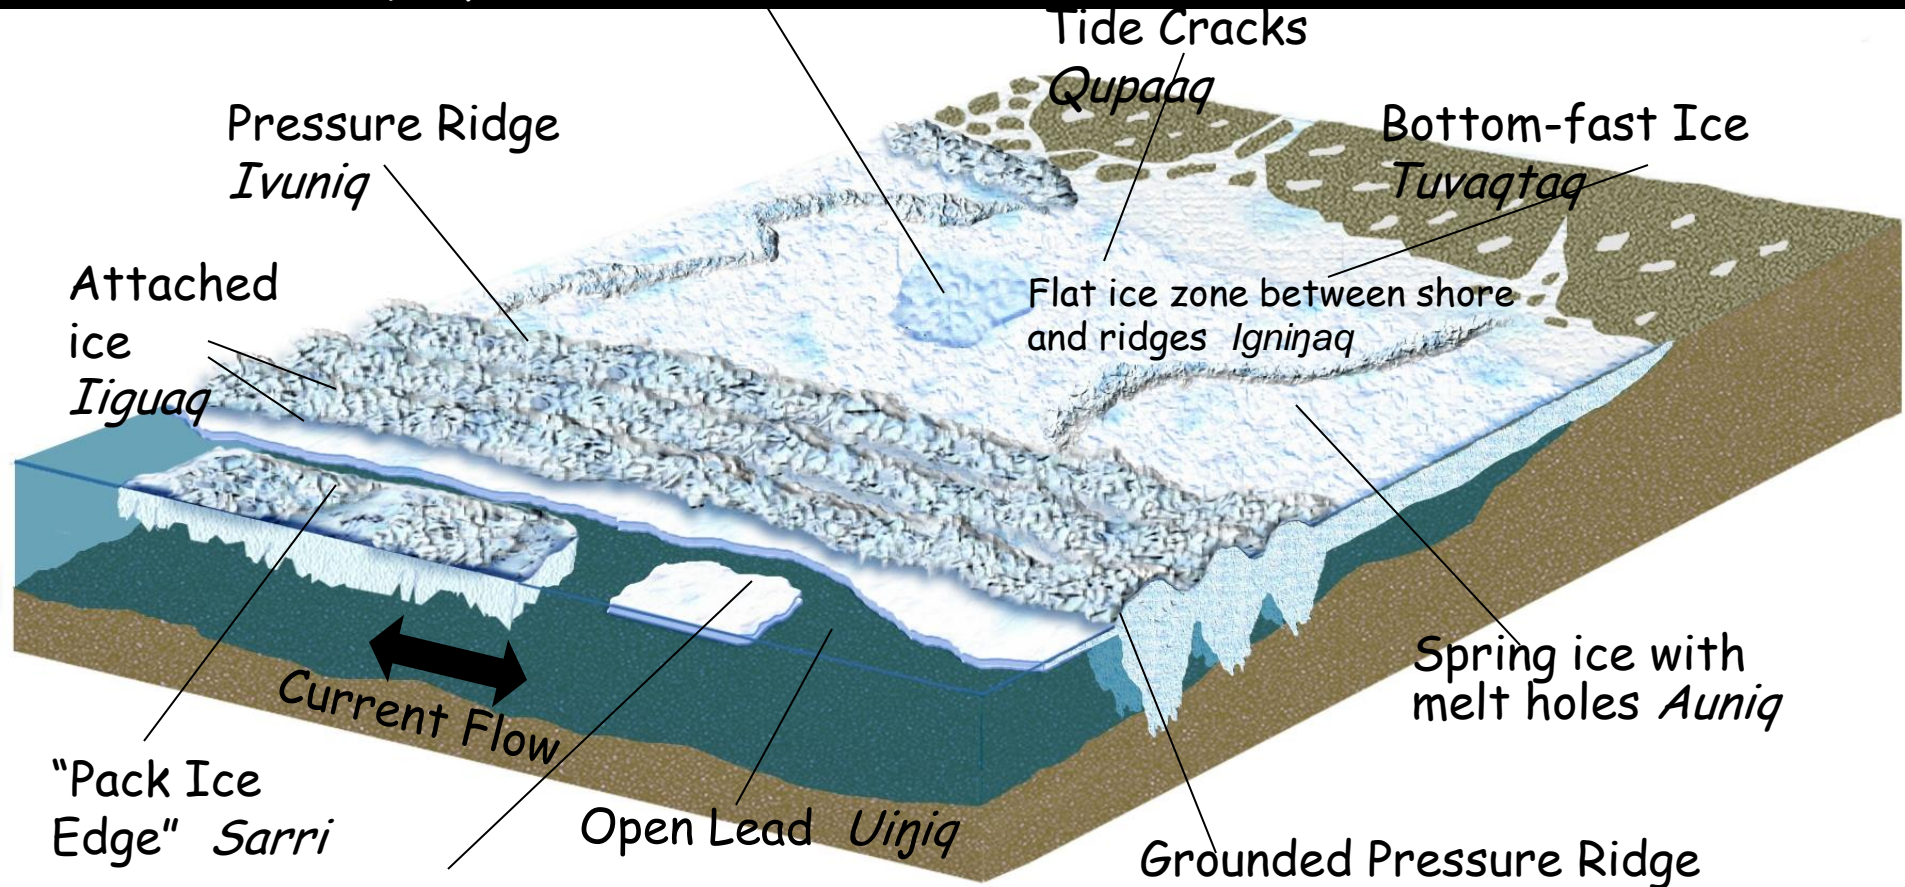 Tide Cracks
Qupaaq
Pressure Ridge
Ivuniq
Bottom-fast Ice
Tuvaqtaq
Attached
ice
Iiguaq
Flat ice zone between shore
and ridges Igniŋaq
Current Flow
Spring ice with
melt holes Auniq
“Pack Ice
Edge” Sarri
Open Lead Uiŋiq
Grounded Pressure Ridge